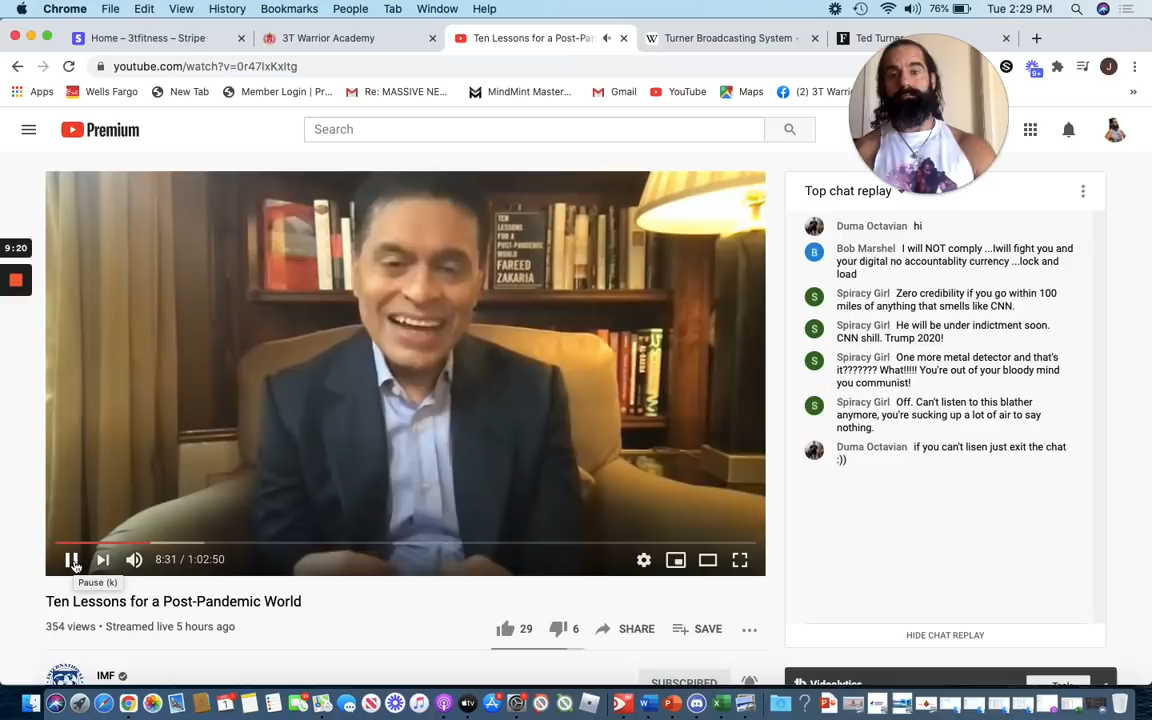 Chrome File Edit View History Bookmarks People Tab Window Help 76% Tue 2:29 PM
Home – 3tfitness – Stripe 3T Warrior Academy Ten Lessons for a Post-Pan Turner Broadcasting System - Ted Turner
youtube.com/watch?v=0r47lxKxItg J
Apps Wells Fargo New Tab Member Login | Pr... Re: MASSIVE NE... MindMint Master... Gmail YouTube Maps (2) 3T Warri
Premium Search
Top chat replay
Duma Octavian hi
Bob Marshel I will NOT comply ...Iwill fight you and
your digital no accountablity currency ...lock and
load
Spiracy Girl Zero credibility if you go within 100
miles of anything that smells like CNN.
Spiracy Girl He will be under indictment soon.
CNN shill. Trump 2020!
Spiracy Girl One more metal detector and that's
it??????? What!!!!! You're out of your bloody mind
you communist!
Spiracy Girl Off. Can't listen to this blather
anymore, you're sucking up a lot of air to say
nothing.
Duma Octavian if you can't lisen just exit the chat
:))
HIDE CHAT REPLAY
9:20
TEN
LESSONS
FOR A
POST-PANDEMIC
WORLD
FAREED
ZAKARIA
8:31 / 1:02:50
Pause (k)
Ten Lessons for a Post-Pandemic World
354 views • Streamed live 5 hours ago
29 6 SHARE SAVE
IMF
SUBSCRIBED
Videolytics